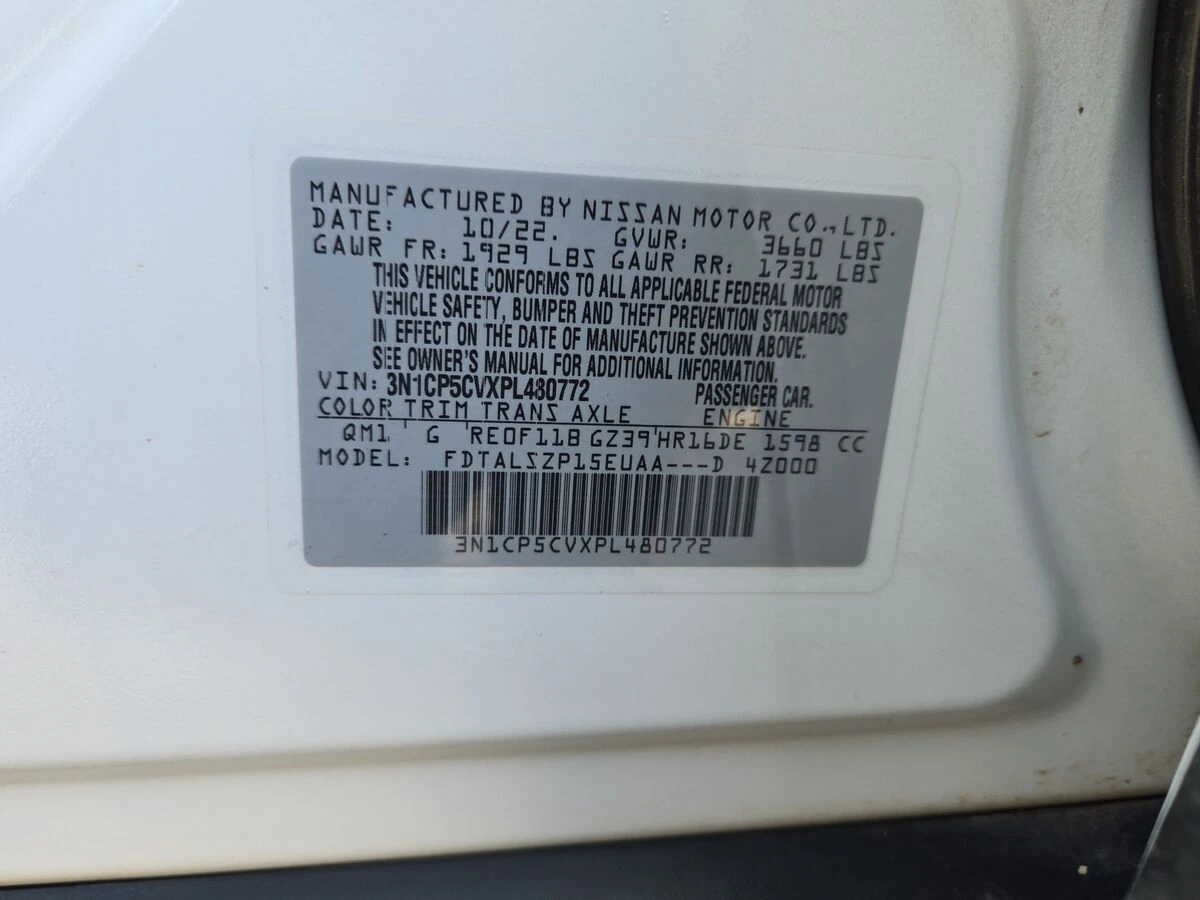 MANUFACTURED BY NISSAN MOTOR CO.,LTD.
DATE: 10/22. GVWR: 3660 LBS
GAWR FR: 1929 LBS GAWR RR: 1731 LBS
THIS VEHICLE CONFORMS TO ALL APPLICABLE FEDERAL MOTOR
VEHICLE SAFETY, BUMPER AND THEFT PREVENTION STANDARDS
IN EFFECT ON THE DATE OF MANUFACTURE SHOWN ABOVE.
SEE OWNER'S MANUAL FOR ADDITIONAL INFORMATION.
VIN: 3N1CP5CVXPL480772 PASSENGER CAR.
COLOR TRIM TRANS AXLE ENGINE
QM1 G RE0F11B GZ39 HR16DE 1598 CC
MODEL: FDTALSZP15EUAA---D 4Z000
3N1CP5CVXPL480772